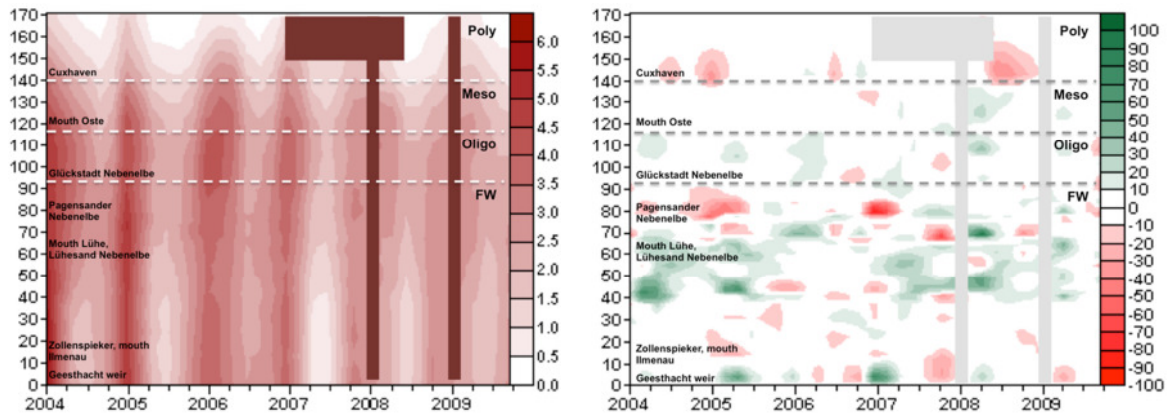 170
160
150
140
130
120
110
100
90
80
70
60
50
40
30
20
10
0
Poly
Cuxhaven
Meso
Mouth Oste
Oligo
Glückstadt Nebenelbe
FW
Pagensander
Nebenelbe
Mouth Lühe,
Lühesand Nebenelbe
Zollenspieker, mouth
Ilmenau
Geesthacht weir
2004 2005 2006 2007 2008 2009
6.0
5.5
5.0
4.5
4.0
3.5
3.0
2.5
2.0
1.5
1.0
0.5
0.0
170
160
150
140
130
120
110
100
90
80
70
60
50
40
30
20
10
0
Poly
Cuxhaven
Meso
Mouth Oste
Oligo
Glückstadt Nebenelbe
FW
Pagensander
Nebenelbe
Mouth Lühe,
Lühesand Nebenelbe
Zollenspieker, mouth
Ilmenau
Geesthacht weir
2004 2005 2006 2007 2008 2009
100
90
80
70
60
50
40
30
20
10
0
-10
-20
-30
-40
-50
-60
-70
-80
-90
-100